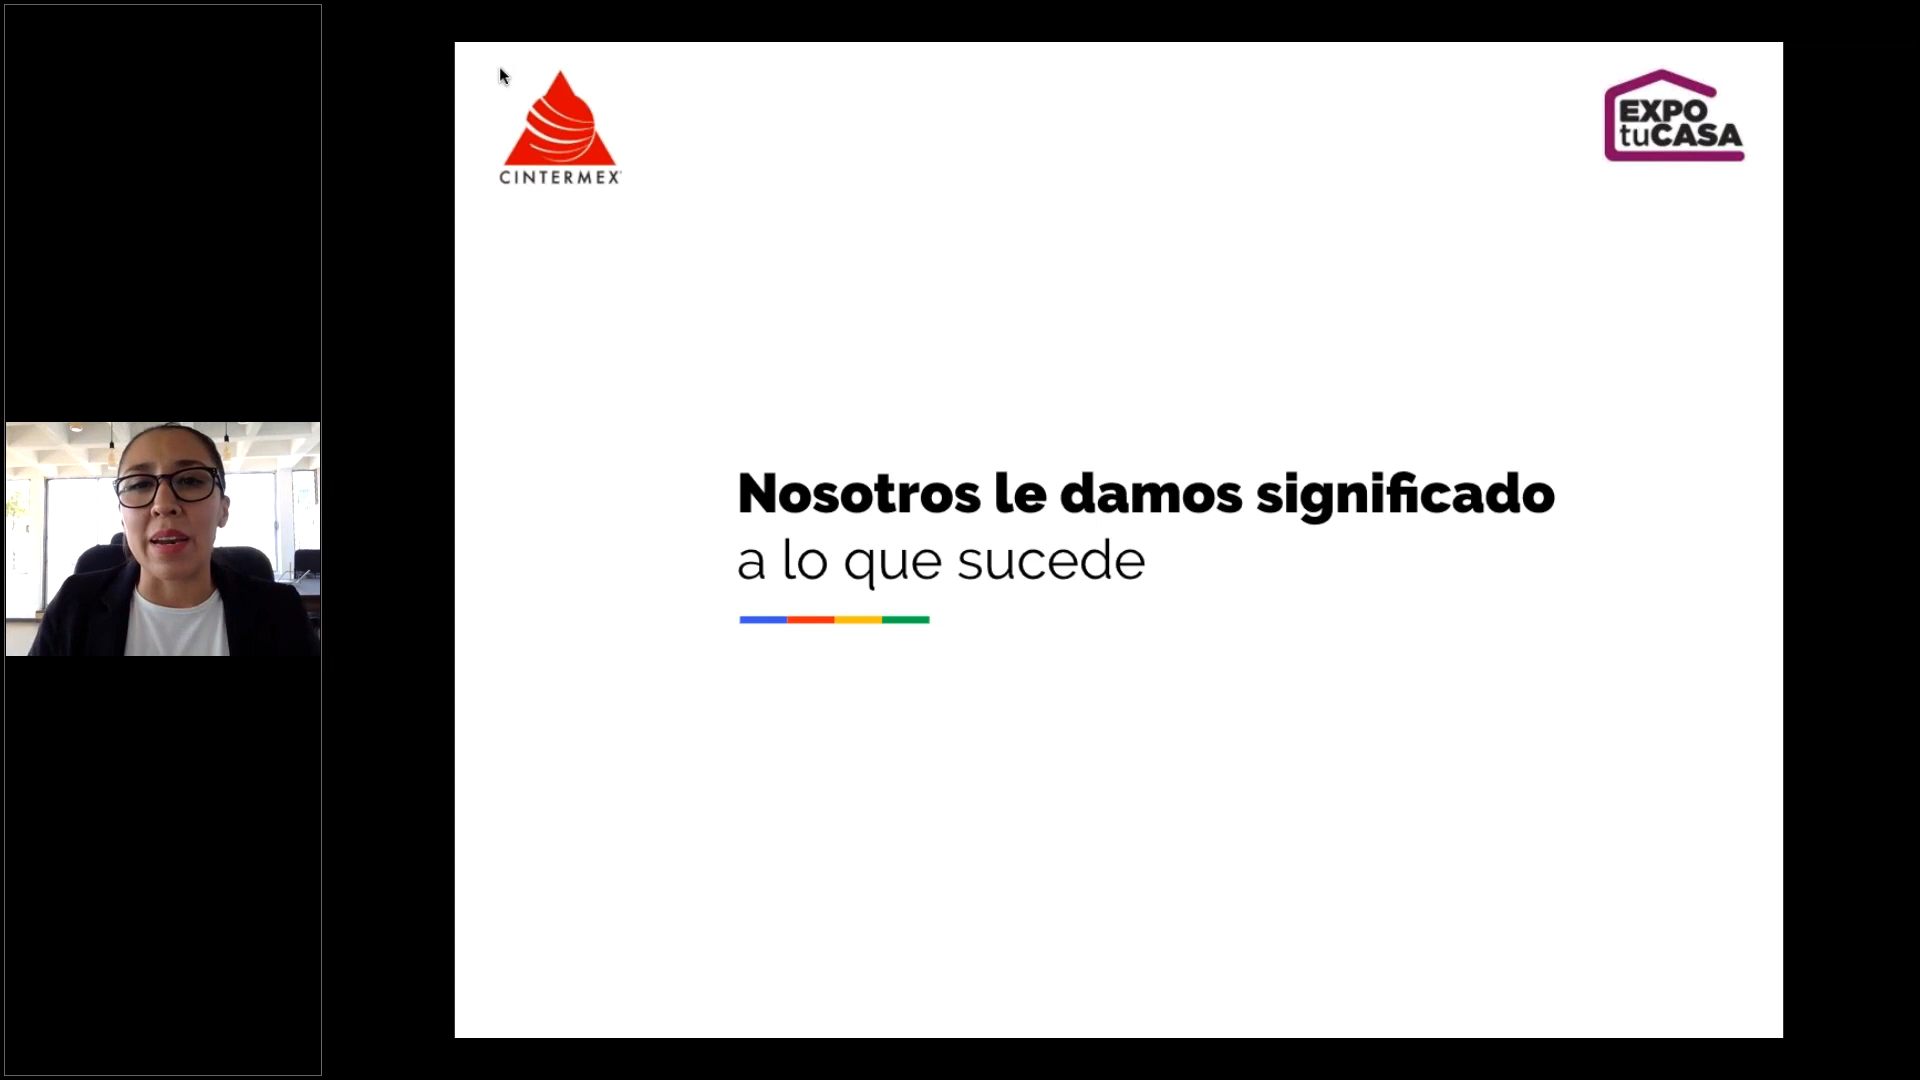 CINTERMEX
EXPO
tuCASA
Nosotros le damos significado
a lo que sucede